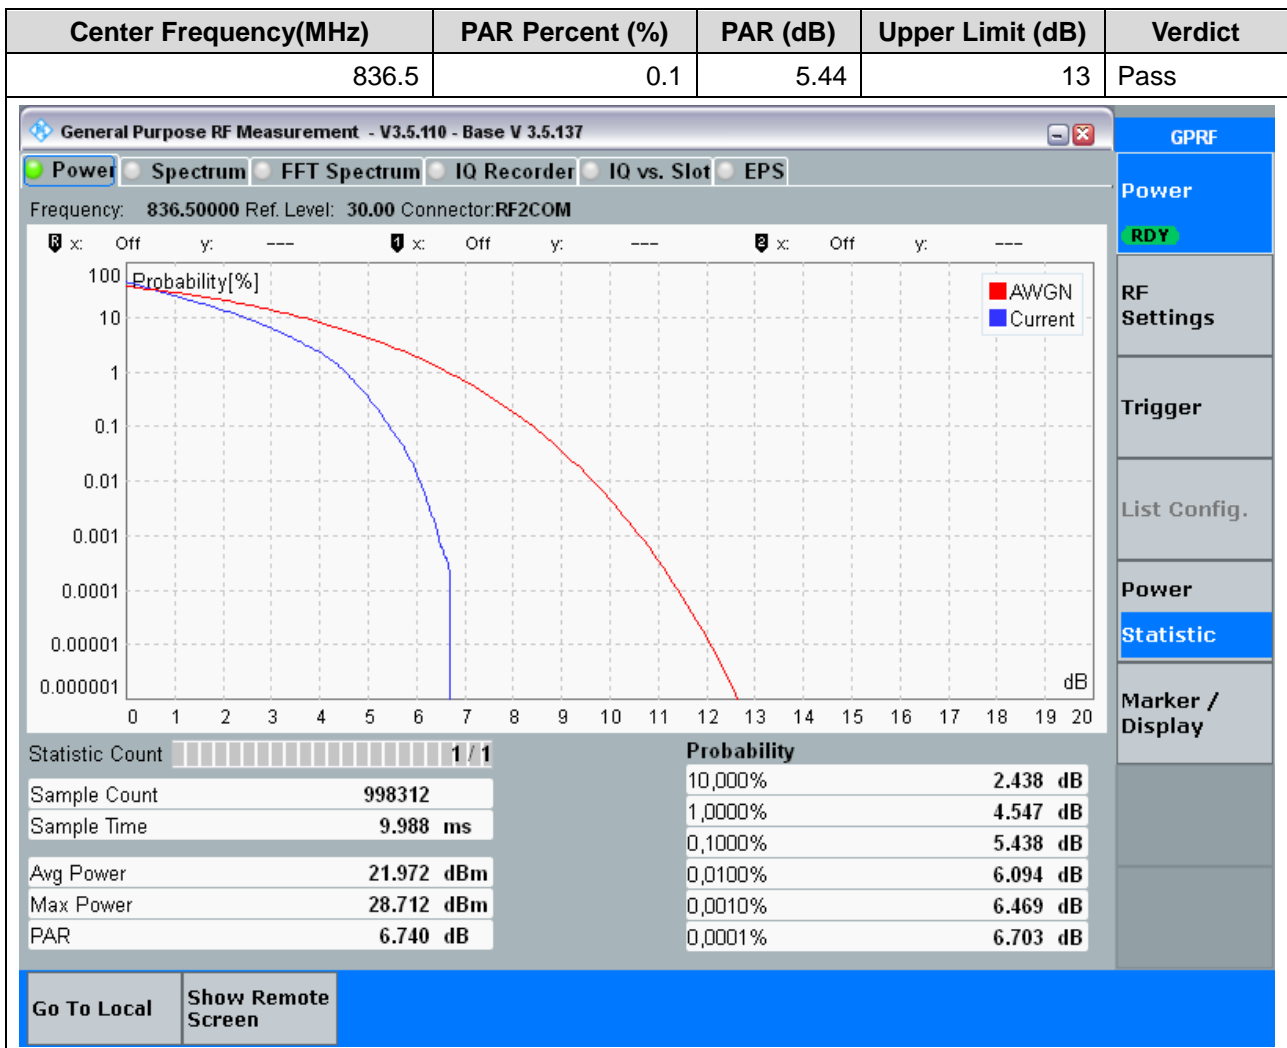 Center Frequency(MHz) PAR Percent (%) PAR (dB) Upper Limit (dB) Verdict
836.5 0.1 5.44 13 Pass
General Purpose RF Measurement - V3.5.110 - Base V 3.5.137
GPRF
Power Spectrum FFT Spectrum IQ Recorder IQ vs. Slot EPS
Power
RDY
Frequency: 836.50000 Ref. Level: 30.00 Connector:RF2COM
R x: Off y: --- 1 x: Off y: --- 2 x: Off y: ---
Probability[%]
AWGN
Current
100
10
1
0.1
0.01
0.001
0.0001
0.00001
0.000001
dB
0 1 2 3 4 5 6 7 8 9 10 11 12 13 14 15 16 17 18 19 20
RF
Settings
Trigger
List Config.
Power
Statistic
Marker /
Display
Statistic Count 1 / 1
Sample Count 998312
Sample Time 9.988 ms
Avg Power 21.972 dBm
Max Power 28.712 dBm
PAR 6.740 dB
Probability
10,000% 2.438 dB
1,0000% 4.547 dB
0,1000% 5.438 dB
0,0100% 6.094 dB
0,0010% 6.469 dB
0,0001% 6.703 dB
Go To Local
Show Remote
Screen